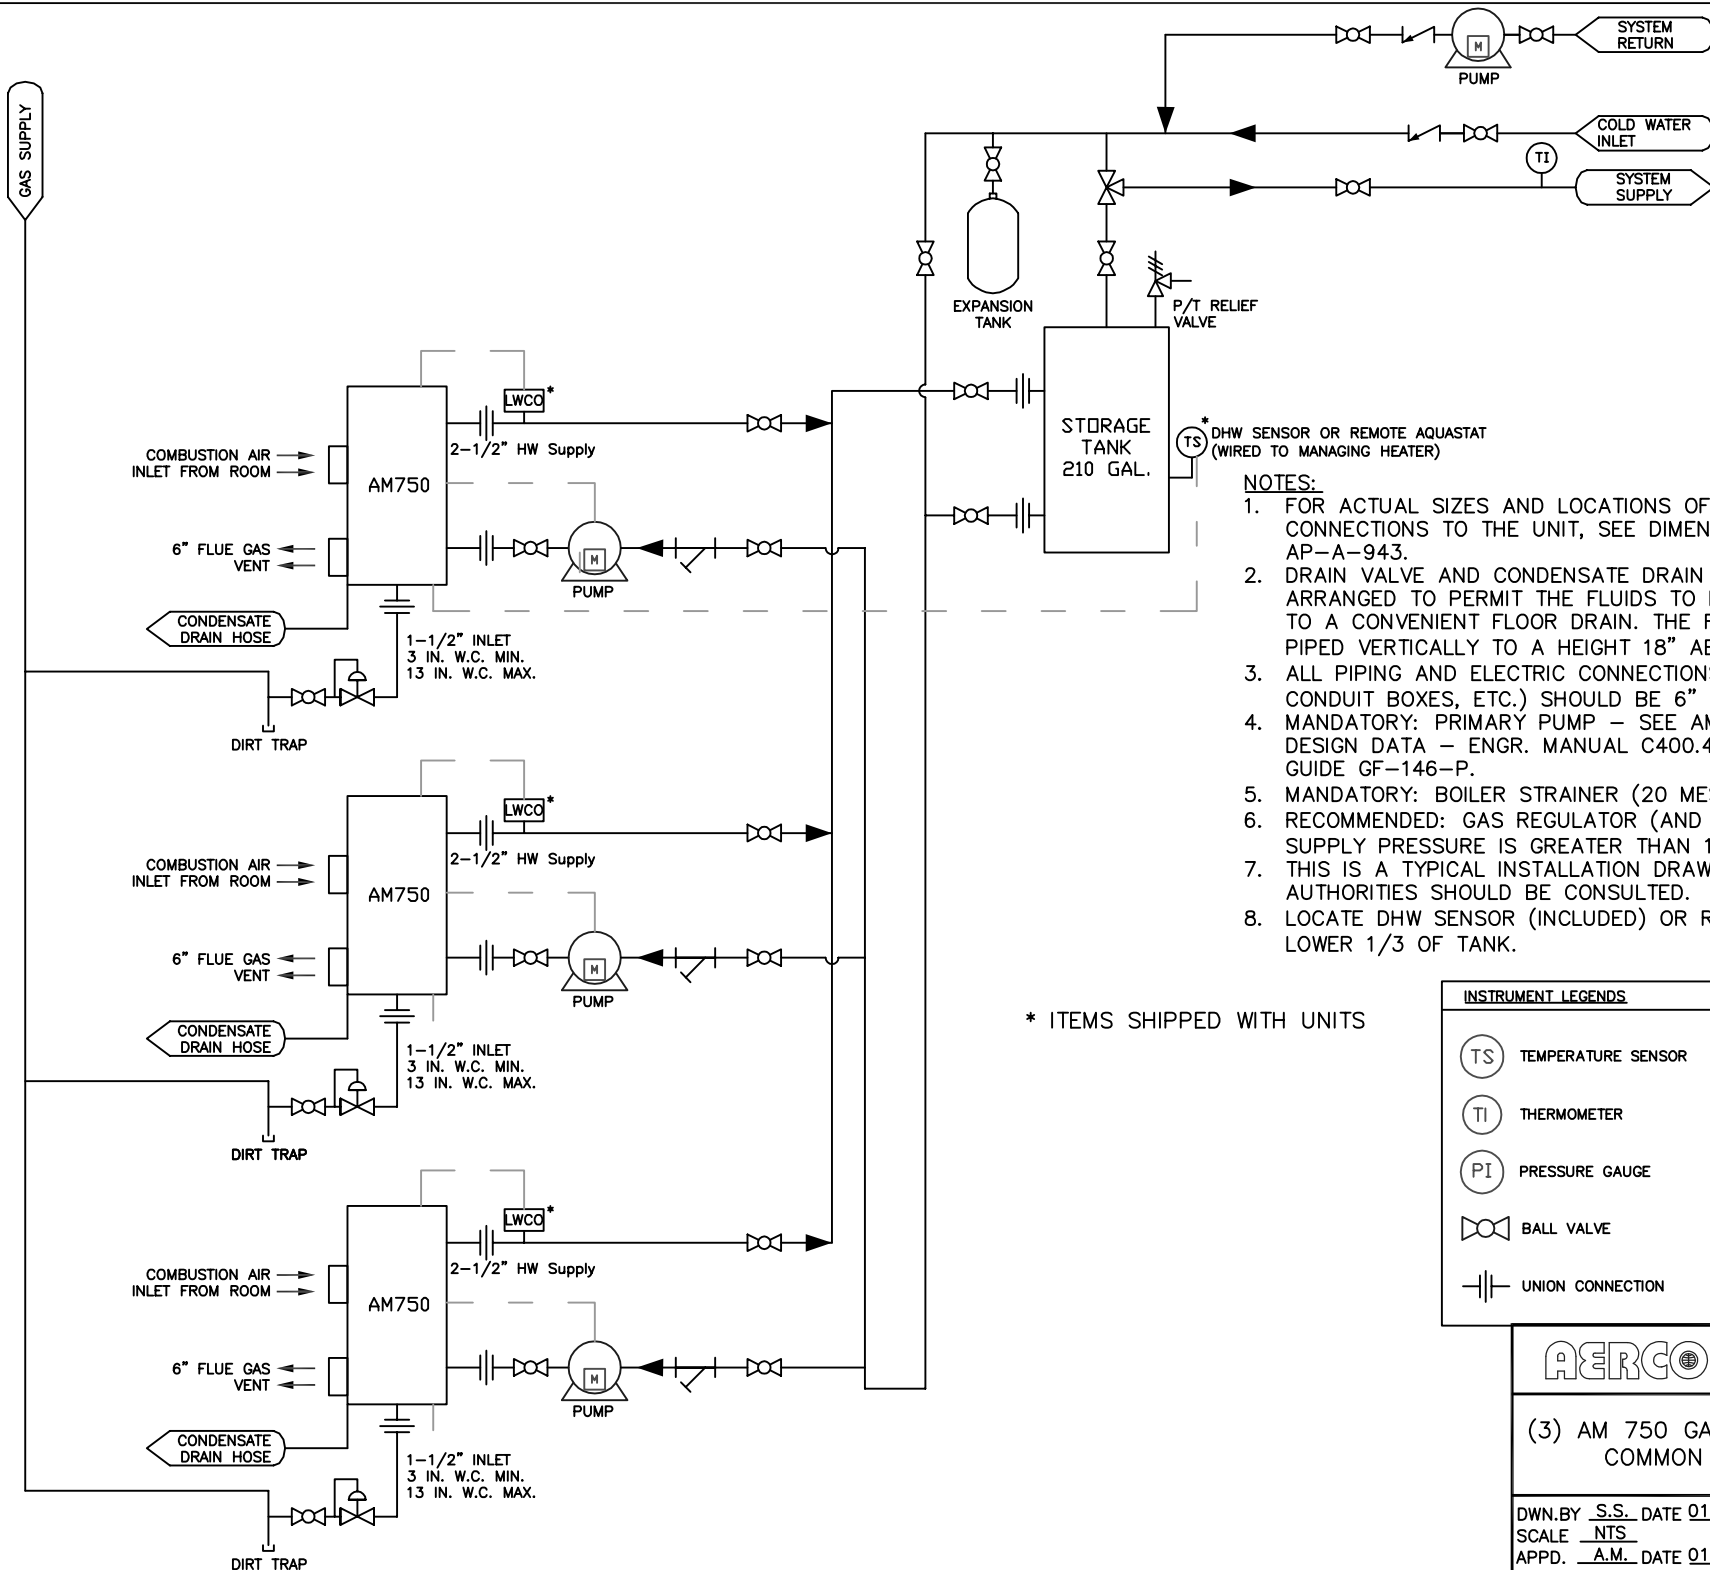 SYSTEM
RETURN
M
PUMP
GAS SUPPLY
COLD WATER
INLET
TI
SYSTEM
SUPPLY
EXPANSION
TANK
P/T RELIEF
VALVE
LWCO *
2-1/2" HW Supply
COMBUSTION AIR
INLET FROM ROOM
AM750
6" FLUE GAS
VENT
M
PUMP
CONDENSATE
DRAIN HOSE
1-1/2" INLET
3 IN. W.C. MIN.
13 IN. W.C. MAX.
DIRT TRAP
STORAGE
TANK
210 GAL.
*
TS
DHW SENSOR OR REMOTE AQUASTAT
(WIRED TO MANAGING HEATER)
NOTES:
1. FOR ACTUAL SIZES AND LOCATIONS OF
CONNECTIONS TO THE UNIT, SEE DIMEN
AP-A-943.
2. DRAIN VALVE AND CONDENSATE DRAIN
ARRANGED TO PERMIT THE FLUIDS TO
TO A CONVENIENT FLOOR DRAIN. THE
PIPED VERTICALLY TO A HEIGHT 18" AB
3. ALL PIPING AND ELECTRIC CONNECTIONS
CONDUIT BOXES, ETC.) SHOULD BE 6"
4. MANDATORY: PRIMARY PUMP - SEE AM
DESIGN DATA - ENGR. MANUAL C400.4
GUIDE GF-146-P.
5. MANDATORY: BOILER STRAINER (20 MES
6. RECOMMENDED: GAS REGULATOR (AND
SUPPLY PRESSURE IS GREATER THAN 1
7. THIS IS A TYPICAL INSTALLATION DRAW
AUTHORITIES SHOULD BE CONSULTED.
8. LOCATE DHW SENSOR (INCLUDED) OR R
LOWER 1/3 OF TANK.
LWCO *
2-1/2" HW Supply
COMBUSTION AIR
INLET FROM ROOM
AM750
6" FLUE GAS
VENT
M
PUMP
CONDENSATE
DRAIN HOSE
1-1/2" INLET
3 IN. W.C. MIN.
13 IN. W.C. MAX.
DIRT TRAP
* ITEMS SHIPPED WITH UNITS
INSTRUMENT LEGENDS
TS TEMPERATURE SENSOR
TI THERMOMETER
PI PRESSURE GAUGE
BALL VALVE
UNION CONNECTION
LWCO *
2-1/2" HW Supply
COMBUSTION AIR
INLET FROM ROOM
AM750
6" FLUE GAS
VENT
M
PUMP
CONDENSATE
DRAIN HOSE
1-1/2" INLET
3 IN. W.C. MIN.
13 IN. W.C. MAX.
DIRT TRAP
AERCO
(3) AM 750 GA
COMMON
DWN.BY S.S. DATE 01
SCALE NTS
APPD. A.M. DATE 01